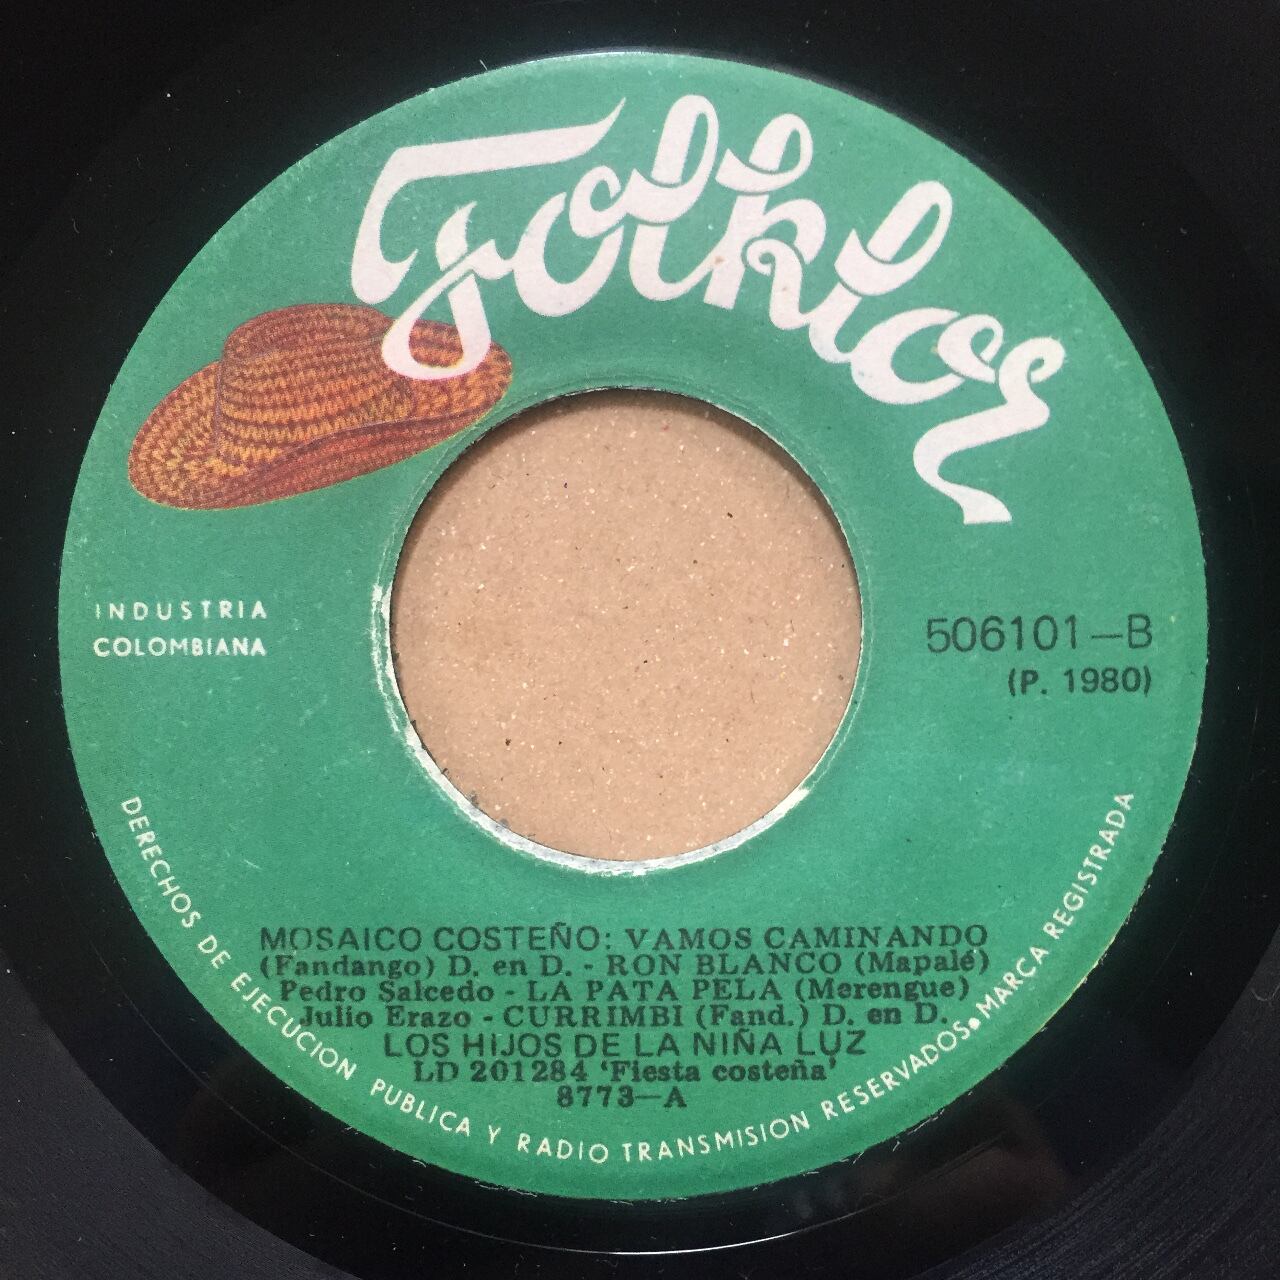 Folklor
INDUSTRIA
COLOMBIANA
506101-B
(P. 1980)
MOSAICO COSTEÑO: VAMOS CAMINANDO
(Fandango) D. en D. - RON BLANCO (Mapalé)
Pedro Salcedo - LA PATA PELA (Merengue)
Julio Erazo - CURRIMBI (Fand.) D. en D.
LOS HIJOS DE LA NIÑA LUZ
LD 201284 'Fiesta costeña'
8773-A
DERECHOS DE EJECUCION PUBLICA Y RADIO TRANSMISION RESERVADOS. MARCA REGISTRADA